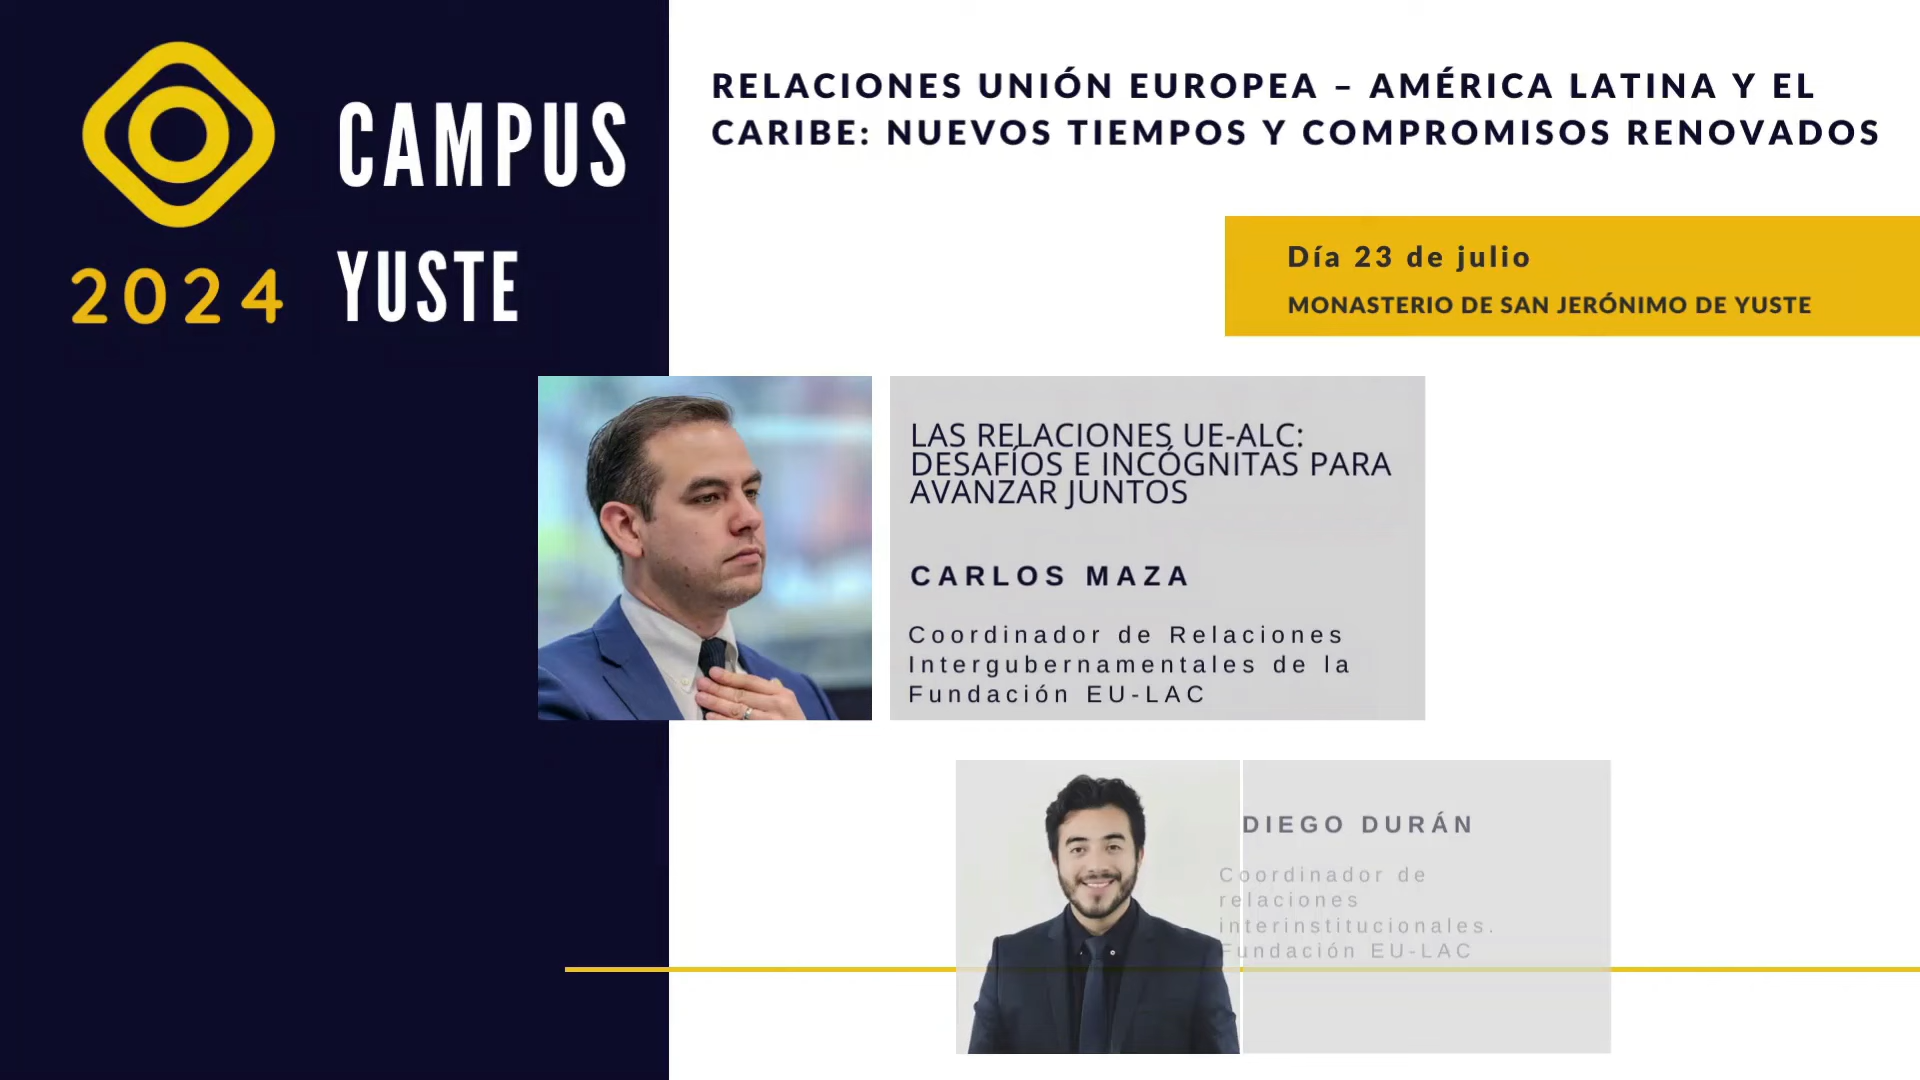 CAMPUS
2024 YUSTE
RELACIONES UNIÓN EUROPEA – AMÉRICA LATINA Y EL
CARIBE: NUEVOS TIEMPOS Y COMPROMISOS RENOVADOS
Día 23 de julio
MONASTERIO DE SAN JERÓNIMO DE YUSTE
LAS RELACIONES UE-ALC:
DESAFÍOS E INCÓGNITAS PARA
AVANZAR JUNTOS
CARLOS MAZA
Coordinador de Relaciones
Intergubernamentales de la
Fundación EU-LAC
DIEGO DURÁN
Coordinador de
relaciones
interinstitucionales.
Fundación EU-LAC